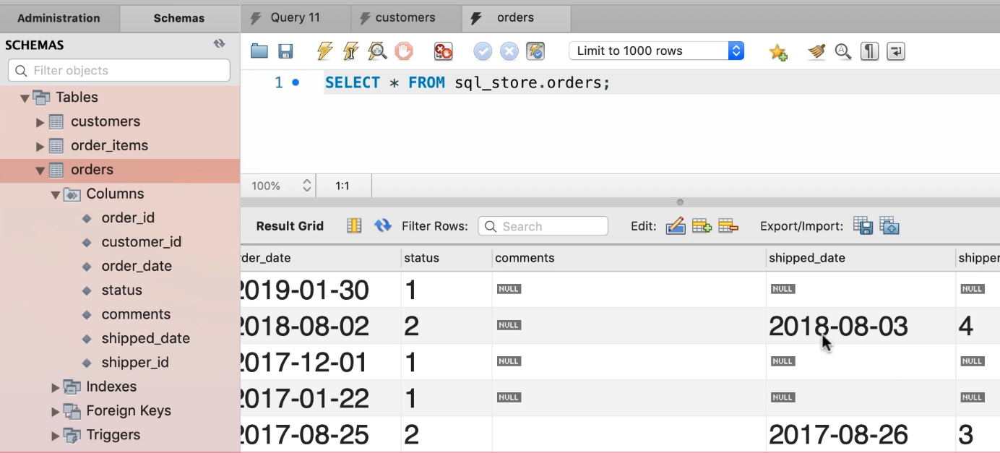 Administration Schemas Query 11 customers orders
SCHEMAS
Limit to 1000 rows
Filter objects
1 SELECT * FROM sql_store.orders;
Tables
customers
order_items
orders
Columns
order_id
customer_id
order_date
status
comments
shipped_date
shipper_id
Indexes
Foreign Keys
Triggers
100% 1:1
Result Grid Filter Rows: Search Edit: Export/Import:
rder_date status comments shipped_date shipper
2019-01-30 1 NULL NULL NULL
2018-08-02 2 NULL 2018-08-03 4
2017-12-01 1 NULL NULL NULL
2017-01-22 1 NULL NULL NULL
2017-08-25 2 2017-08-26 3